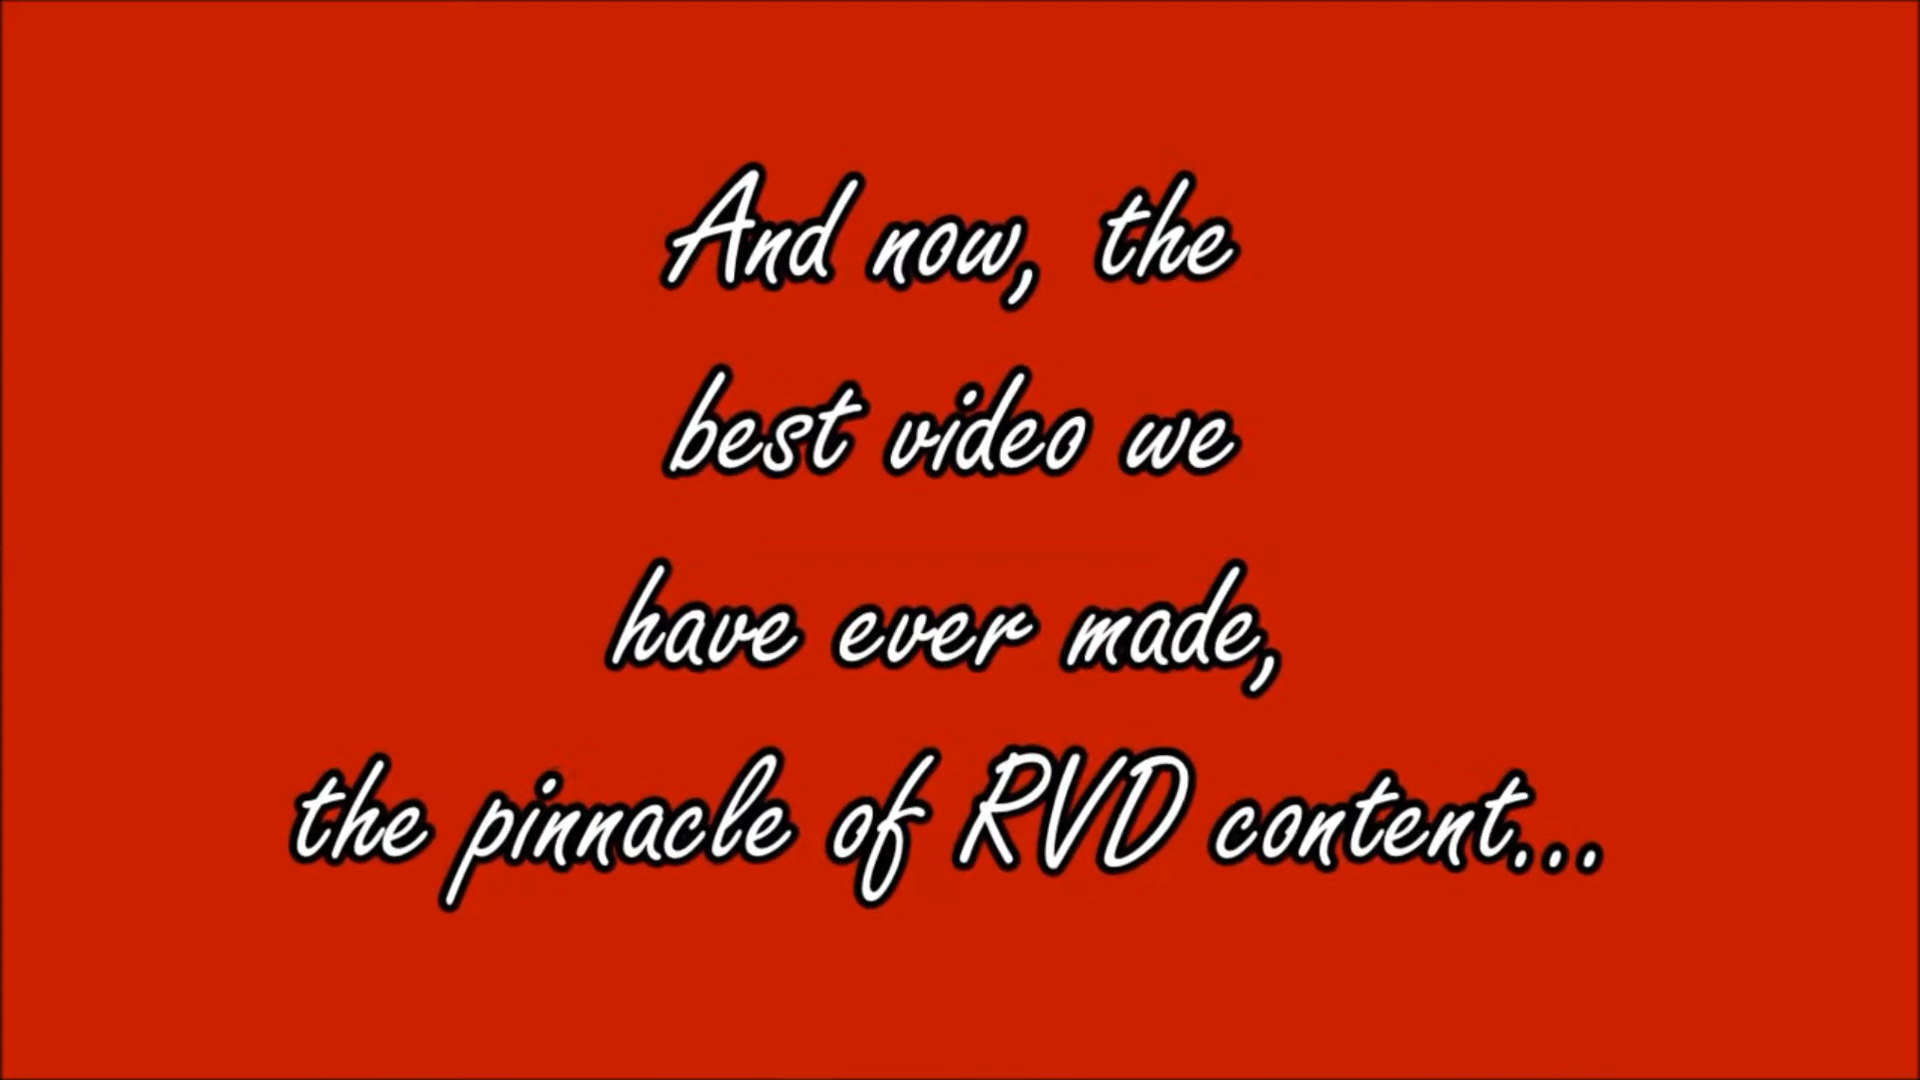 And now, the
best video we
have ever made,
the pinnacle of RVD content...